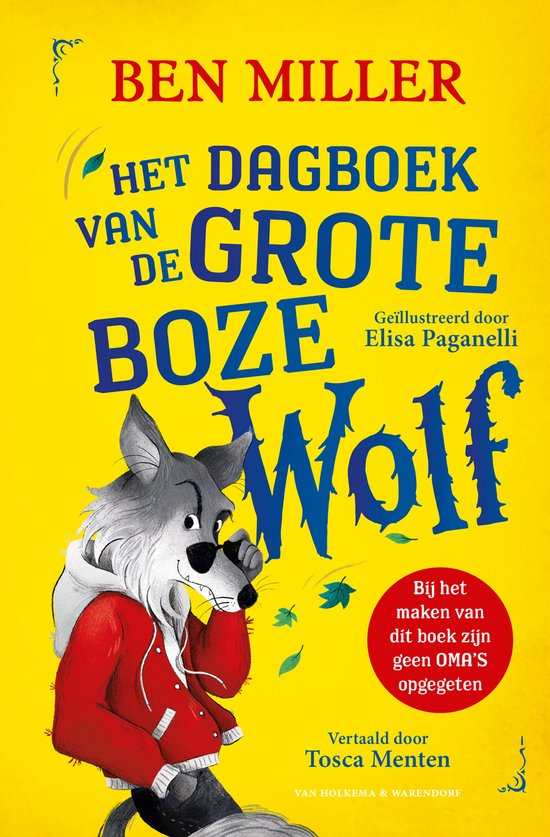 BEN MILLER
HET DAGBOEK
VAN DE GROTE
BOZE
Wolf
Geïllustreerd door
Elisa Paganelli
Bij het
maken van
dit boek zijn
geen OMA'S
opgegeten
Vertaald door
Tosca Menten
VAN HOLKEMA & WARENDORF